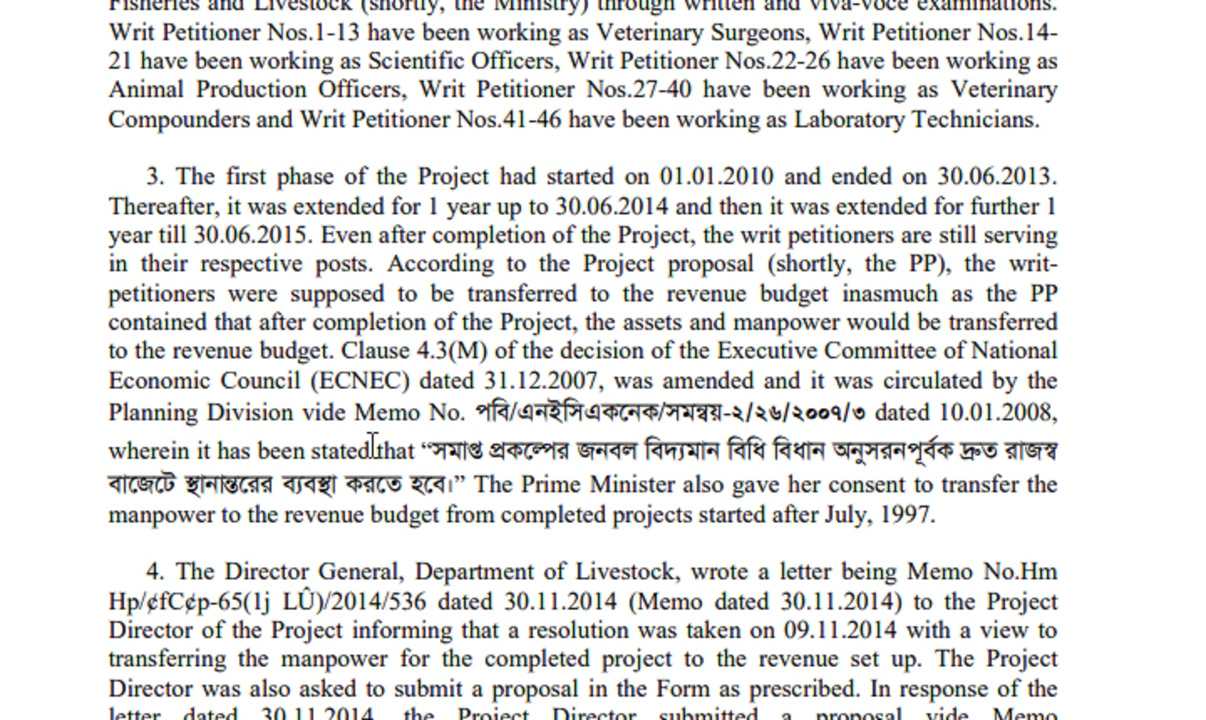 Fisheries and Livestock (shortly, the Ministry) through written and viva-voce examinations.
Writ Petitioner Nos.1-13 have been working as Veterinary Surgeons, Writ Petitioner Nos.14-
21 have been working as Scientific Officers, Writ Petitioner Nos.22-26 have been working as
Animal Production Officers, Writ Petitioner Nos.27-40 have been working as Veterinary
Compounders and Writ Petitioner Nos.41-46 have been working as Laboratory Technicians.
3. The first phase of the Project had started on 01.01.2010 and ended on 30.06.2013.
Thereafter, it was extended for 1 year up to 30.06.2014 and then it was extended for further 1
year till 30.06.2015. Even after completion of the Project, the writ petitioners are still serving
in their respective posts. According to the Project proposal (shortly, the PP), the writ-
petitioners were supposed to be transferred to the revenue budget inasmuch as the PP
contained that after completion of the Project, the assets and manpower would be transferred
to the revenue budget. Clause 4.3(M) of the decision of the Executive Committee of National
Economic Council (ECNEC) dated 31.12.2007, was amended and it was circulated by the
Planning Division vide Memo No. পবি/এনইসিএকনেক/সমন্বয়-২/২৬/২০০৭/৩ dated 10.01.2008,
wherein it has been stated that “সমাপ্ত প্রকল্পের জনবল বিদ্যমান বিধি বিধান অনুসরনপূর্বক দ্রুত রাজস্ব
বাজেটে স্থানান্তরের ব্যবস্থা করতে হবে।” The Prime Minister also gave her consent to transfer the
manpower to the revenue budget from completed projects started after July, 1997.
4. The Director General, Department of Livestock, wrote a letter being Memo No.Hm
Hp/¢fC¢p-65(1j LÛ)/2014/536 dated 30.11.2014 (Memo dated 30.11.2014) to the Project
Director of the Project informing that a resolution was taken on 09.11.2014 with a view to
transferring the manpower for the completed project to the revenue set up. The Project
Director was also asked to submit a proposal in the Form as prescribed. In response of the
letter dated 30.11.2014, the Project Director submitted a proposal vide Memo